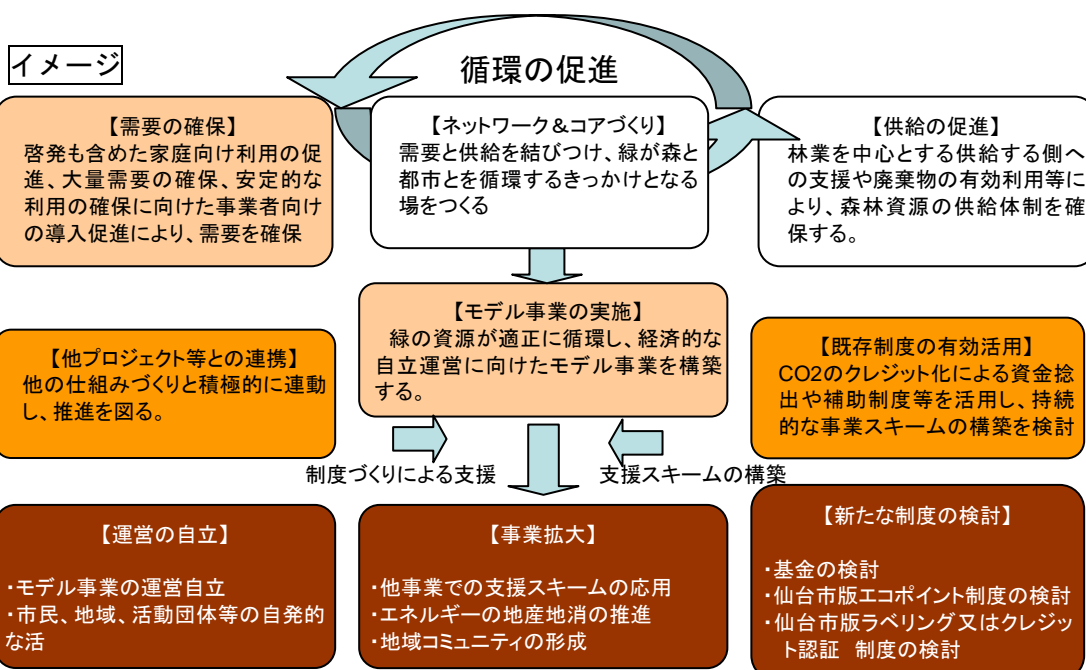 イメージ
循環の促進
【需要の確保】
啓発も含めた家庭向け利用の促
進、大量需要の確保、安定的な
利用の確保に向けた事業者向け
の導入促進により、需要を確保
【ネットワーク＆コアづくり】
需要と供給を結びつけ、緑が森と
都市とを循環するきっかけとなる
場をつくる
【供給の促進】
林業を中心とする供給する側へ
の支援や廃棄物の有効利用等に
より、森林資源の供給体制を確
保する。
【モデル事業の実施】
緑の資源が適正に循環し、経済的な
自立運営に向けたモデル事業を構築
する。
【他プロジェクト等との連携】
他の仕組みづくりと積極的に連動
し、推進を図る。
【既存制度の有効活用】
CO2のクレジット化による資金捻
出や補助制度等を活用し、持続
的な事業スキームの構築を検討
制度づくりによる支援
支援スキームの構築
【運営の自立】
・モデル事業の運営自立
・市民、地域、活動団体等の自発的
な活
【事業拡大】
・他事業での支援スキームの応用
・エネルギーの地産地消の推進
・地域コミュニティの形成
【新たな制度の検討】
・基金の検討
・仙台市版エコポイント制度の検討
・仙台市版ラベリング又はクレジッ
ト認証 制度の検討